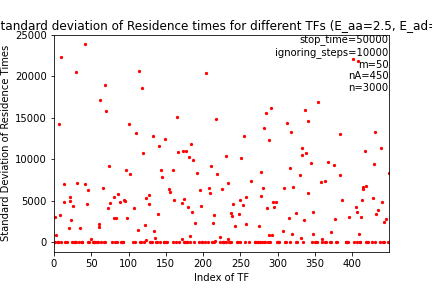 tandard deviation of Residence times for different TFs (E_aa=2.5, E_ad=
Standard Deviation of Residence Times
25000
20000
15000
10000
5000
0
stop_time=50000
ignoring_steps=10000
m=50
nA=450
n=3000
0 50 100 150 200 250 300 350 400
Index of TF